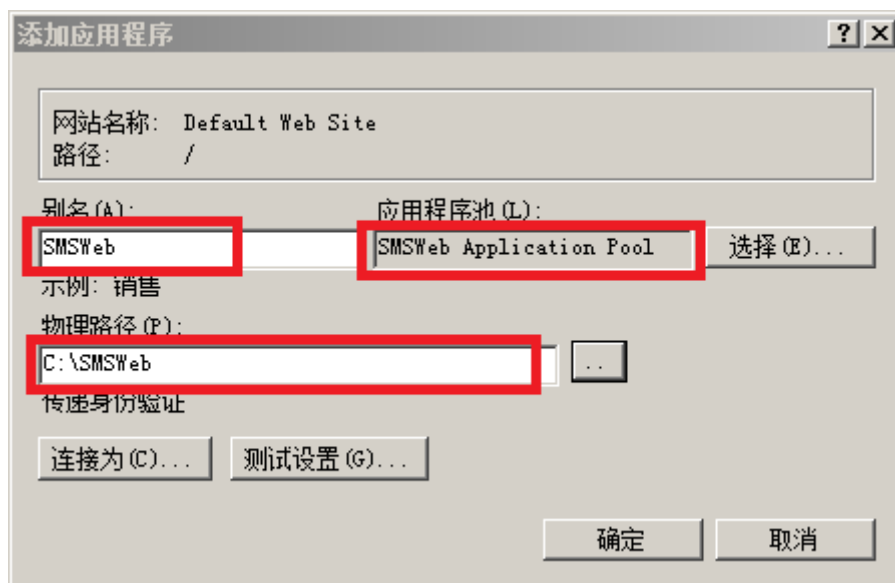 添加应用程序
网站名称: Default Web Site
路径: /
别名(A): 应用程序池(L):
SMSWeb SMSWeb Application Pool 选择(E)...
示例: 销售
物理路径(P):
C:\SMSWeb ..
传递身份验证
连接为(C)... 测试设置(G)...
确定 取消